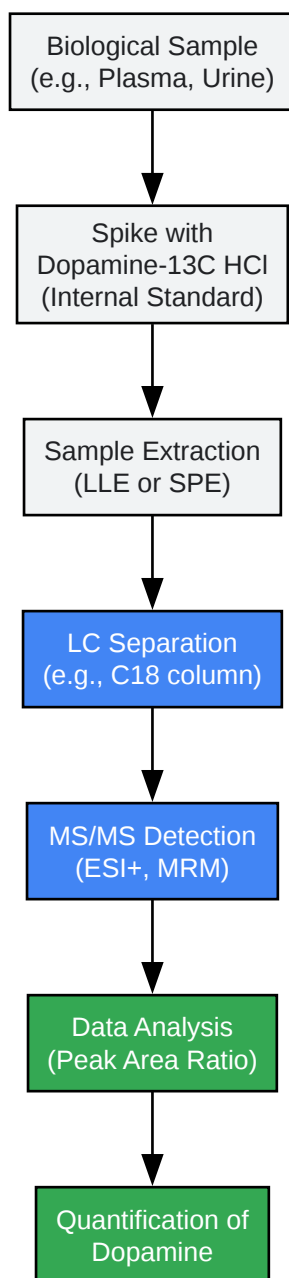 Biological Sample
(e.g., Plasma, Urine)
Spike with
Dopamine-13C HCl
(Internal Standard)
Sample Extraction
(LLE or SPE)
LC Separation
(e.g., C18 column)
MS/MS Detection
(ESI+, MRM)
Data Analysis
(Peak Area Ratio)
Quantification of
Dopamine